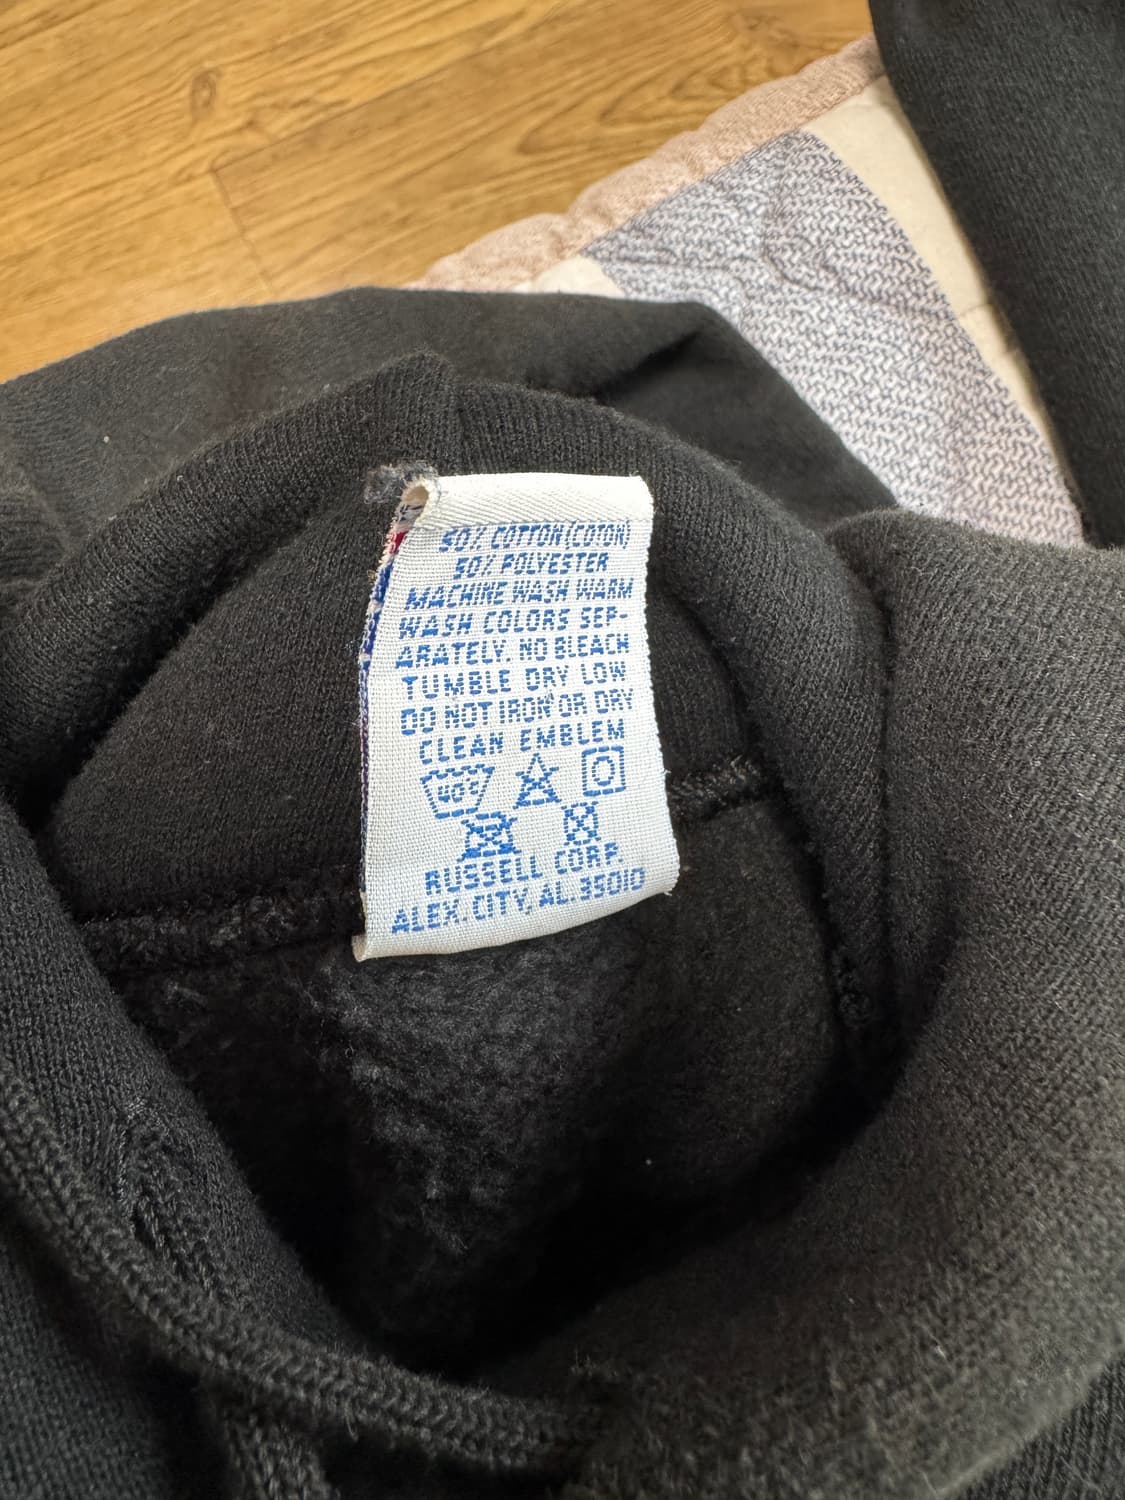 50% COTTON(COTON)
50% POLYESTER
MACHINE WASH WARM
WASH COLORS SEP-
ARATELY. NO BLEACH
TUMBLE DRY LOW
DO NOT IRON OR DRY
CLEAN EMBLEM
40°C
RUSSELL CORP.
ALEX. CITY, AL. 35010